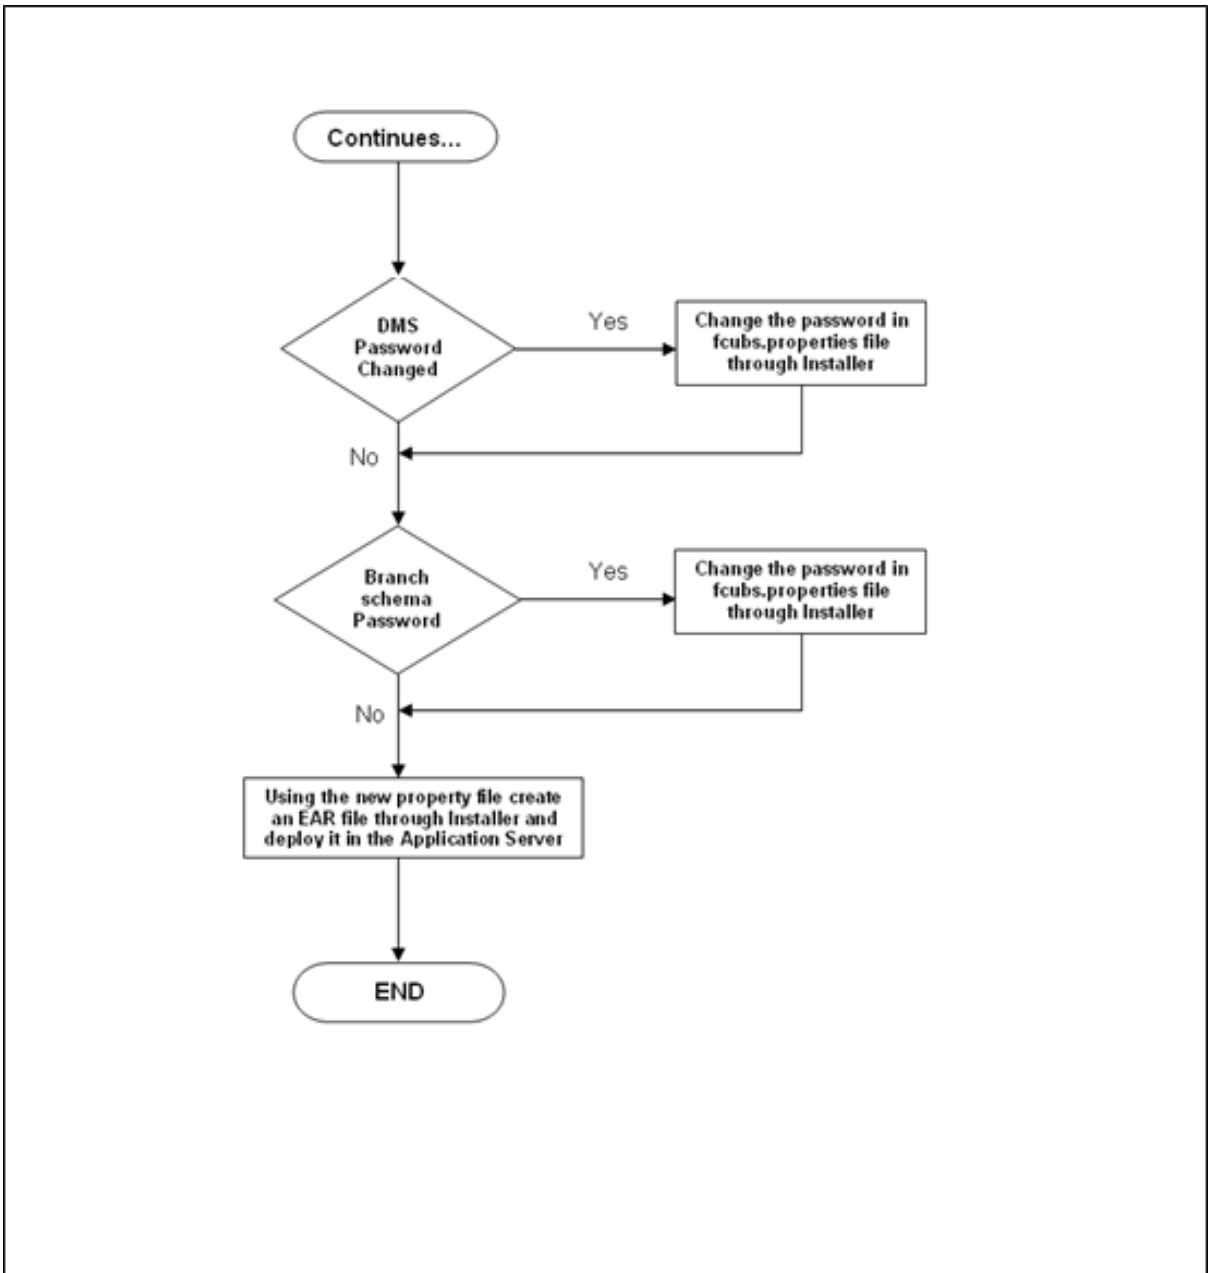 Continues...
DMS
Password
Changed
Yes
Change the password in
fcubs.properties file
through Installer
No
Branch
schema
Password
Yes
Change the password in
fcubs.properties file
through Installer
No
Using the new property file create
an EAR file through Installer and
deploy it in the Application Server
END